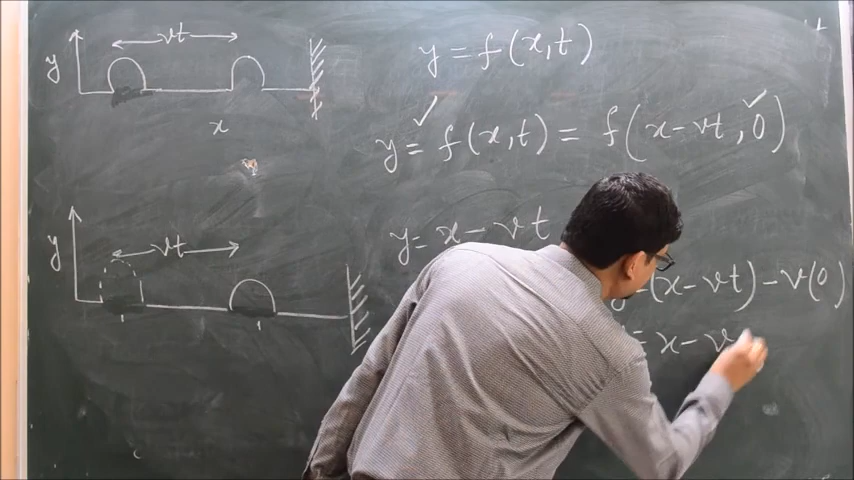 vt
y
x
y = f(x,t)
y = f(x,t) = f(x-vt,0)
y = x - vt
(x-vt)-v(0)
= x-v
vt
y